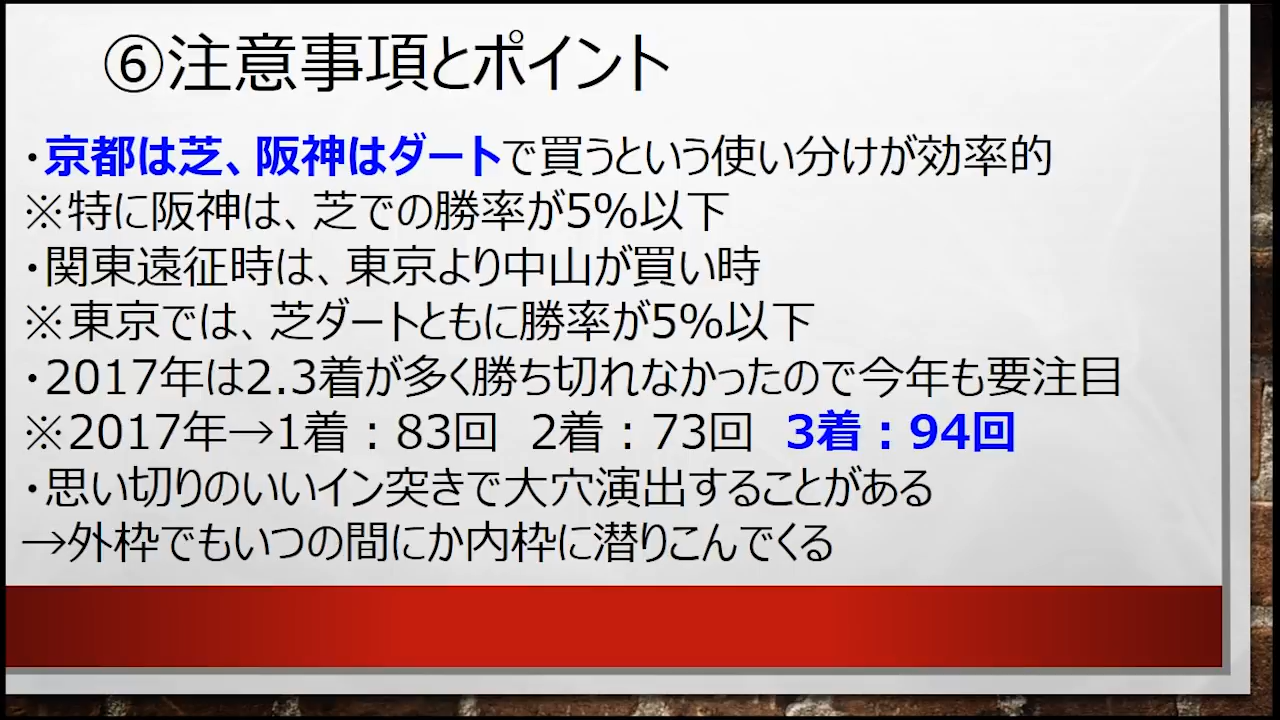 ⑥注意事項とポイント
・京都は芝、阪神はダートで買うという使い分けが効率的
※特に阪神は、芝での勝率が5%以下
・関東遠征時は、東京より中山が買い時
※東京では、芝ダートともに勝率が5%以下
・2017年は2.3着が多く勝ち切れなかったので今年も要注目
※2017年→1着：83回　2着：73回　3着：94回
・思い切りのいいイン突きで大穴演出することがある
→外枠でもいつの間にか内枠に潜りこんでくる